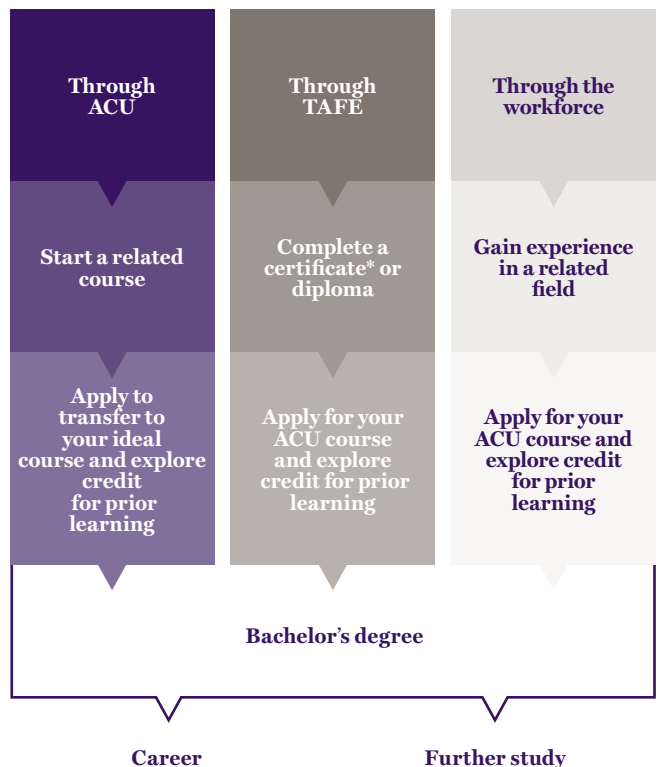 Through
ACU
Through
TAFE
Through the
workforce
Start a related
course
Complete a
certificate* or
diploma
Gain experience
in a related
field
Apply to
transfer to
your ideal
course and explore
credit
for prior
learning
Apply for your
ACU course
and explore
credit for prior
learning
Apply for your
ACU course and
explore credit
for prior
learning
Bachelor’s degree
Career
Further study